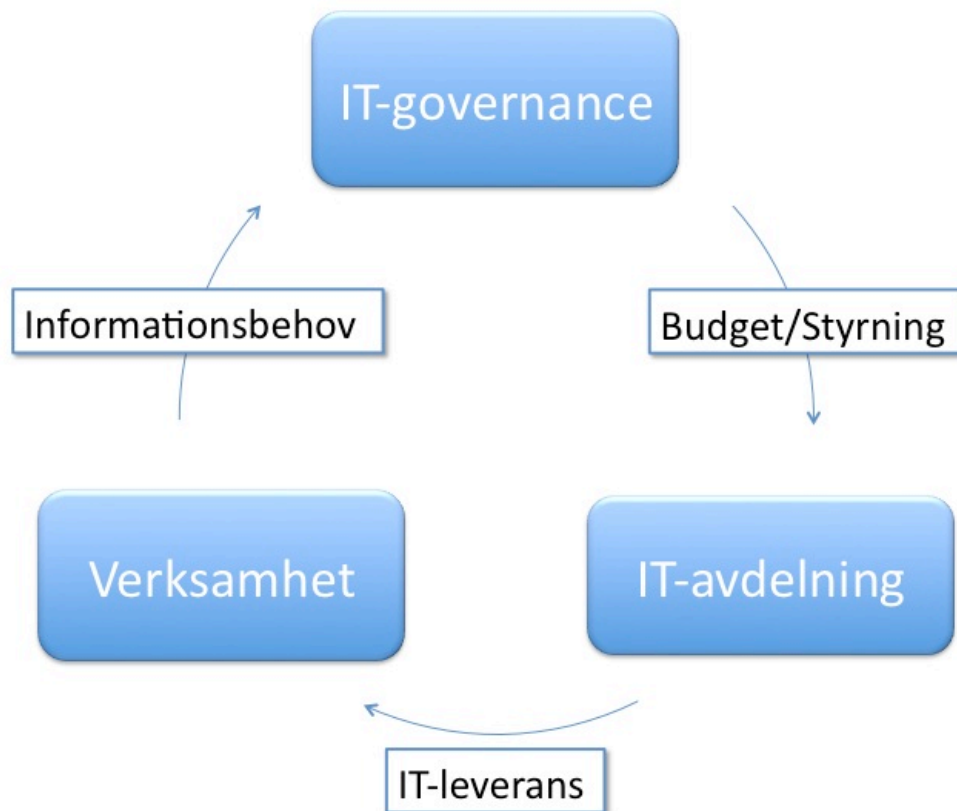 IT-governance
Informationsbehov
Budget/Styrning
Verksamhet
IT-avdelning
IT-leverans